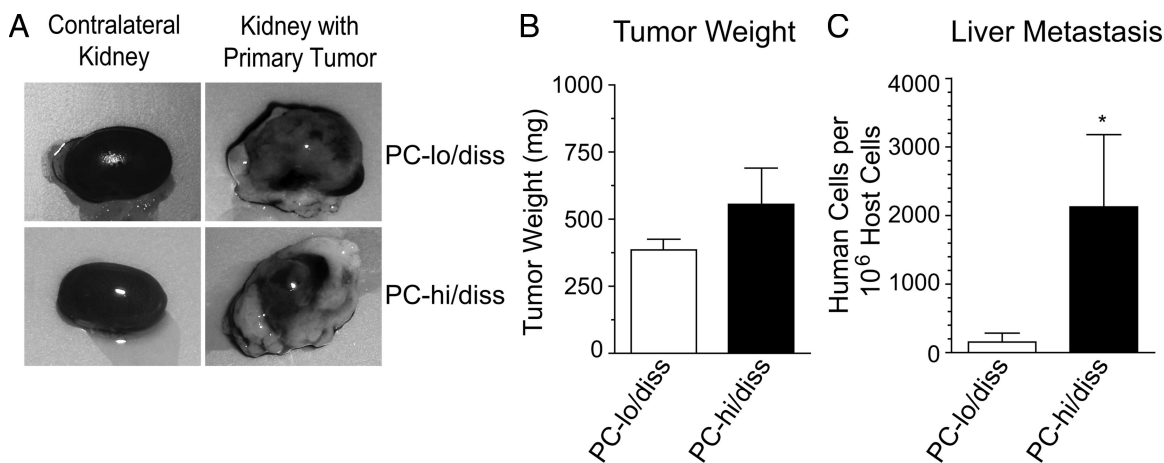 A
Contralateral
Kidney
Kidney with
Primary Tumor
PC-lo/diss
PC-hi/diss
B
Tumor Weight
Tumor Weight (mg)
1000
750
500
250
0
PC-lo/diss
PC-hi/diss
C
Liver Metastasis
Human Cells per
10⁶ Host Cells
4000
3000
2000
1000
0
*
PC-lo/diss
PC-hi/diss